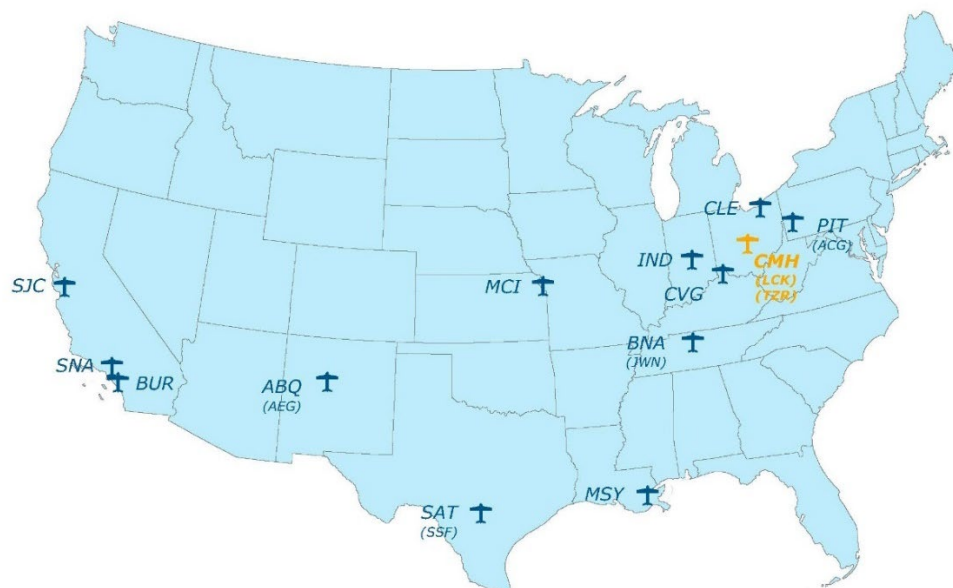 CLE
PIT
(ACG)
IND
CMH
(LCK)
(TZR)
CVG
SJC
MCI
BNA
(JWN)
SNA
BUR
ABQ
(AEG)
MSY
SAT
(SSF)